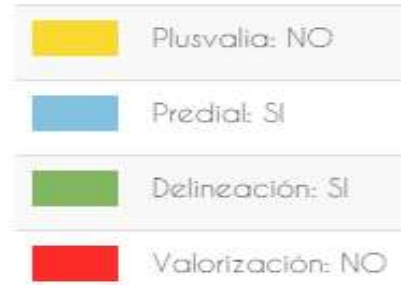 Plusvalia: NO
Predial: SI
Delineación: SI
Valorización: NO